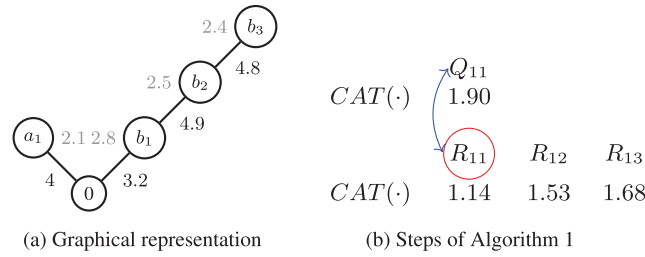 2.4 b₃
4.8
2.5 b₂
4.9
a₁ 2.1 2.8 b₁
4 3.2
0
(a) Graphical representation
Q₁₁
CAT(·) 1.90
R₁₁ R₁₂ R₁₃
CAT(·) 1.14 1.53 1.68
(b) Steps of Algorithm 1